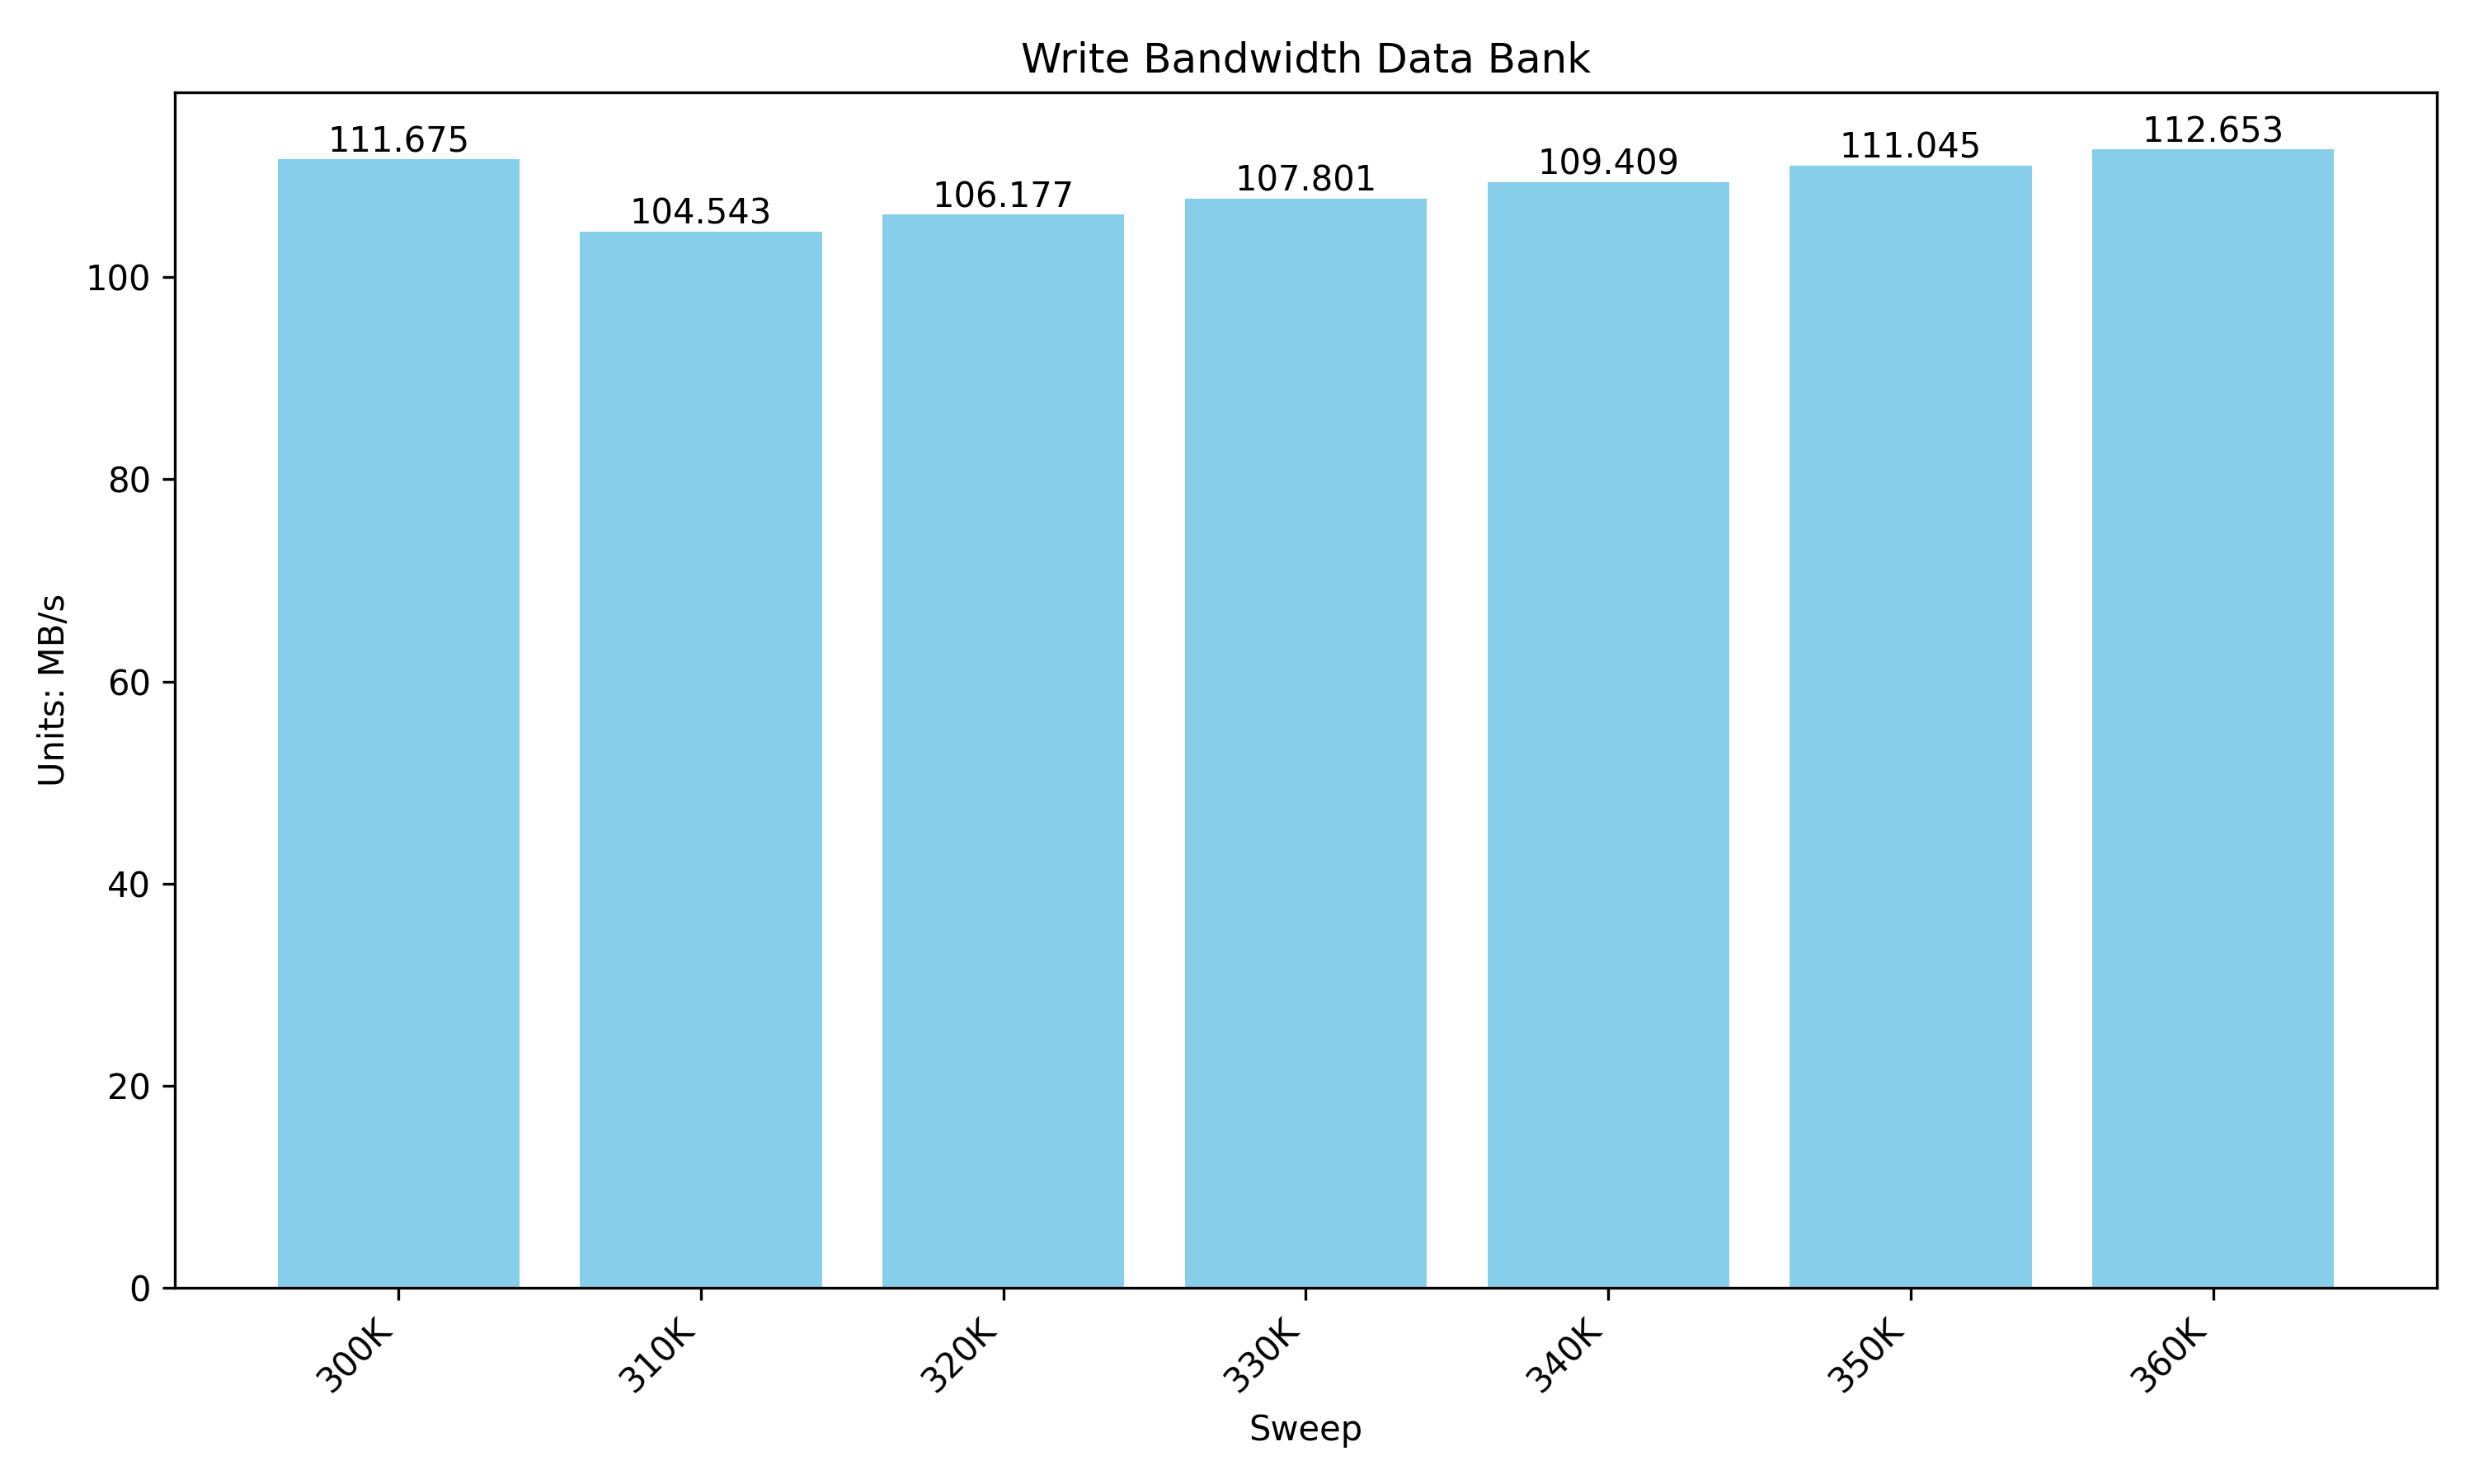 Write Bandwidth Data Bank
111.675
104.543
106.177
107.801
109.409
111.045
112.653
100
80
60
40
20
0
Units: MB/s
300K
310K
320K
330K
340K
350K
360K
Sweep